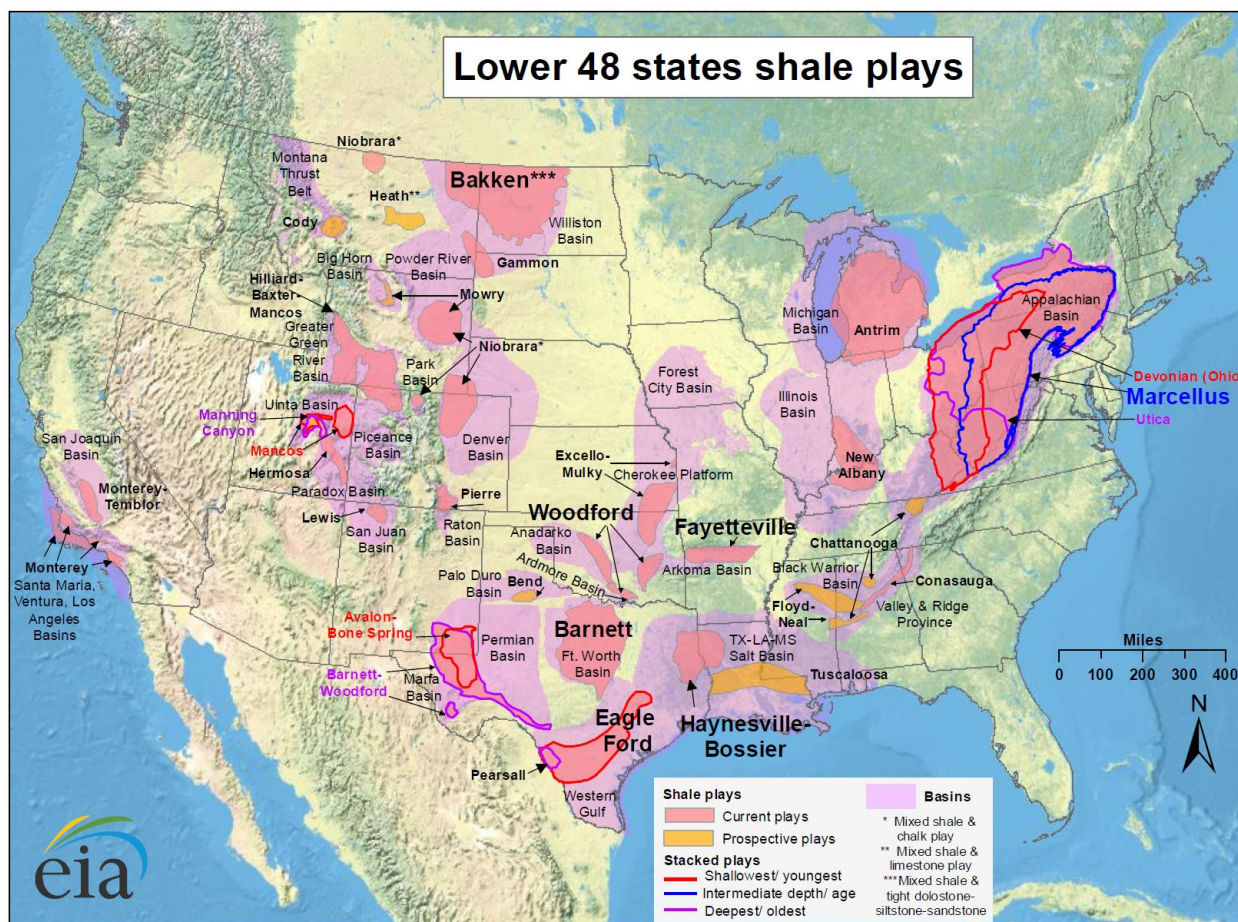 Lower 48 states shale plays
Niobrara*
Montana
Thrust
Belt
Bakken***
Heath**
Cody
Williston
Basin
Big Horn
Basin
Powder River
Basin
Gammon
Hilliard-
Baxter-
Mancos
Mowry
Greater
Green
River
Basin
Niobrara*
Park
Basin
Michigan
Basin
Antrim
Appalachian
Basin
Devonian (Ohio
Marcellus
Utica
Forest
City Basin
Illinois
Basin
Uinta Basin
Manning
Canyon
Mancos
Piceance
Basin
Denver
Basin
Hermosa
Paradox Basin
San Joaquin
Basin
Monterey-
Temblor
Excello-
Mulky
Cherokee Platform
New
Albany
Lewis
San Juan
Basin
Pierre
Raton
Basin
Woodford
Anadarko
Basin
Ardmore Basin
Fayetteville
Arkoma Basin
Chattanooga
Black Warrior
Basin
Conasauga
Floyd-
Neal
Valley & Ridge
Province
Monterey
Santa Maria,
Ventura, Los
Angeles
Basins
Palo Duro
Basin
Bend
Avalon-
Bone Spring
Permian
Basin
Barnett
Ft. Worth
Basin
TX-LA-MS
Salt Basin
Tuscaloosa
Barnett-
Woodford
Marfa
Basin
Eagle
Ford
Haynesville-
Bossier
Pearsall
Western
Gulf
Miles
0 100 200 300 400
N
Shale plays
Current plays
Prospective plays
Stacked plays
Shallowest/ youngest
Intermediate depth/ age
Deepest/ oldest
Basins
* Mixed shale &
chalk play
** Mixed shale &
limestone play
***Mixed shale &
tight dolostone-
siltstone-sandstone
eia